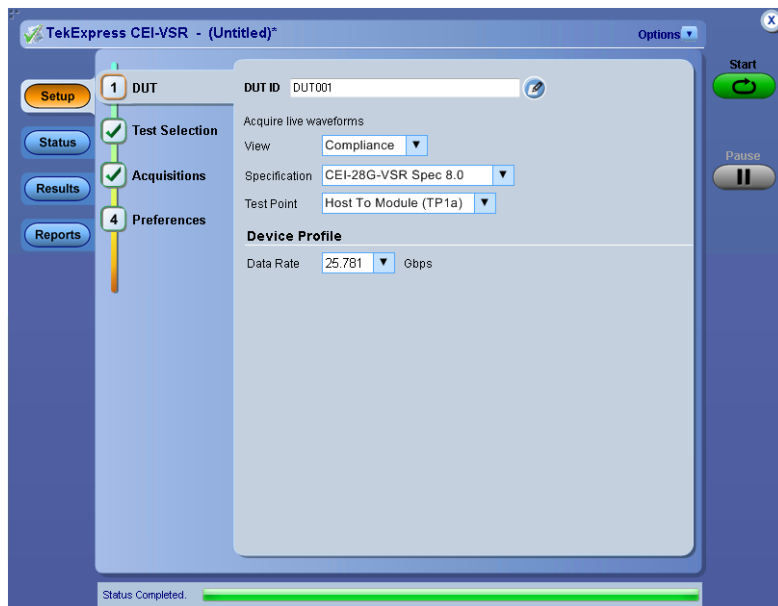 TekExpress CEI-VSR - (Untitled)*
Options
x
Start
Setup
Status
Results
Reports
1 DUT
Test Selection
Acquisitions
4 Preferences
DUT ID DUT001
Acquire live waveforms
View Compliance
Specification CEI-28G-VSR Spec 8.0
Test Point Host To Module (TP1a)
Device Profile
Data Rate 25.781 Gbps
Pause
Status Completed.